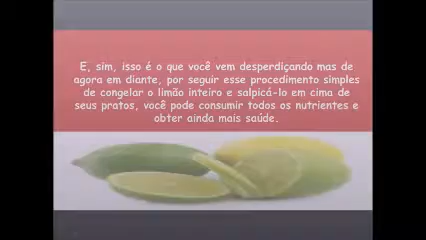 E, sim, isso é o que você vem desperdiçando mas de
agora em diante, por seguir esse procedimento simples
de congelar o limão inteiro e salpicá-lo em cima de
seus pratos, você pode consumir todos os nutrientes e
obter ainda mais saúde.